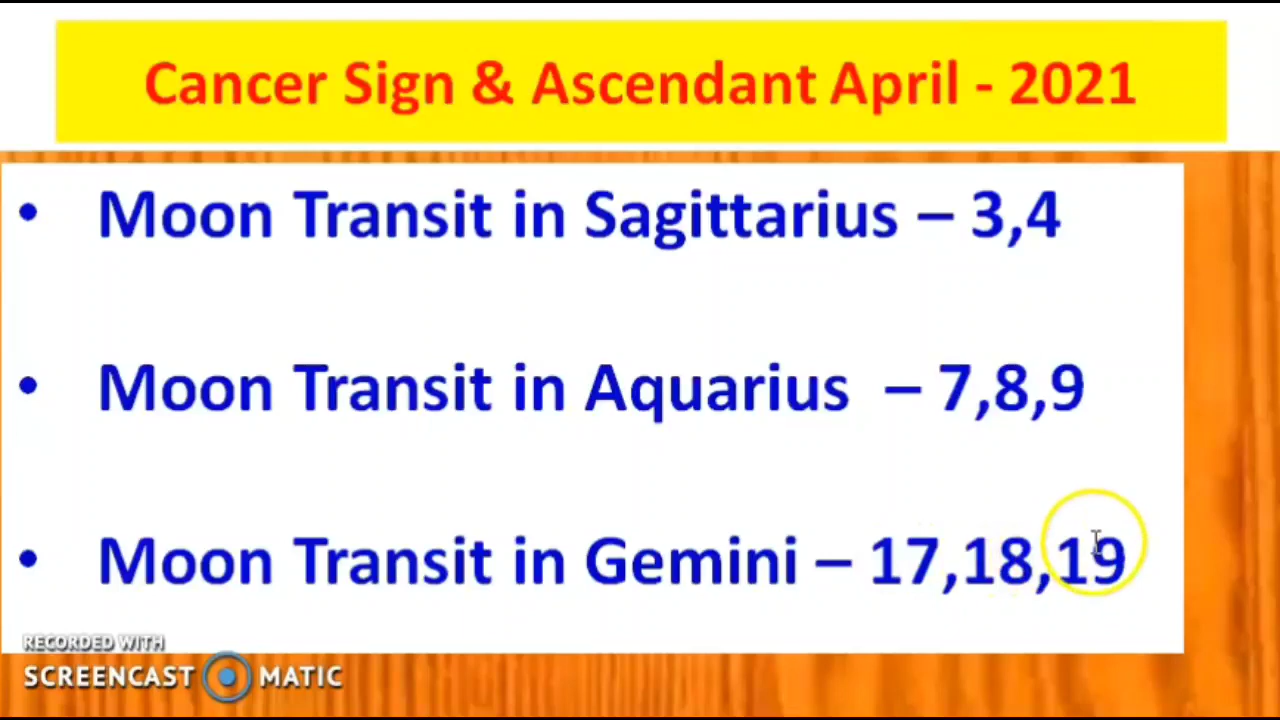 Cancer Sign & Ascendant April - 2021
• Moon Transit in Sagittarius – 3,4
• Moon Transit in Aquarius – 7,8,9
• Moon Transit in Gemini – 17,18,19
RECORDED WITH
SCREENCAST MATIC